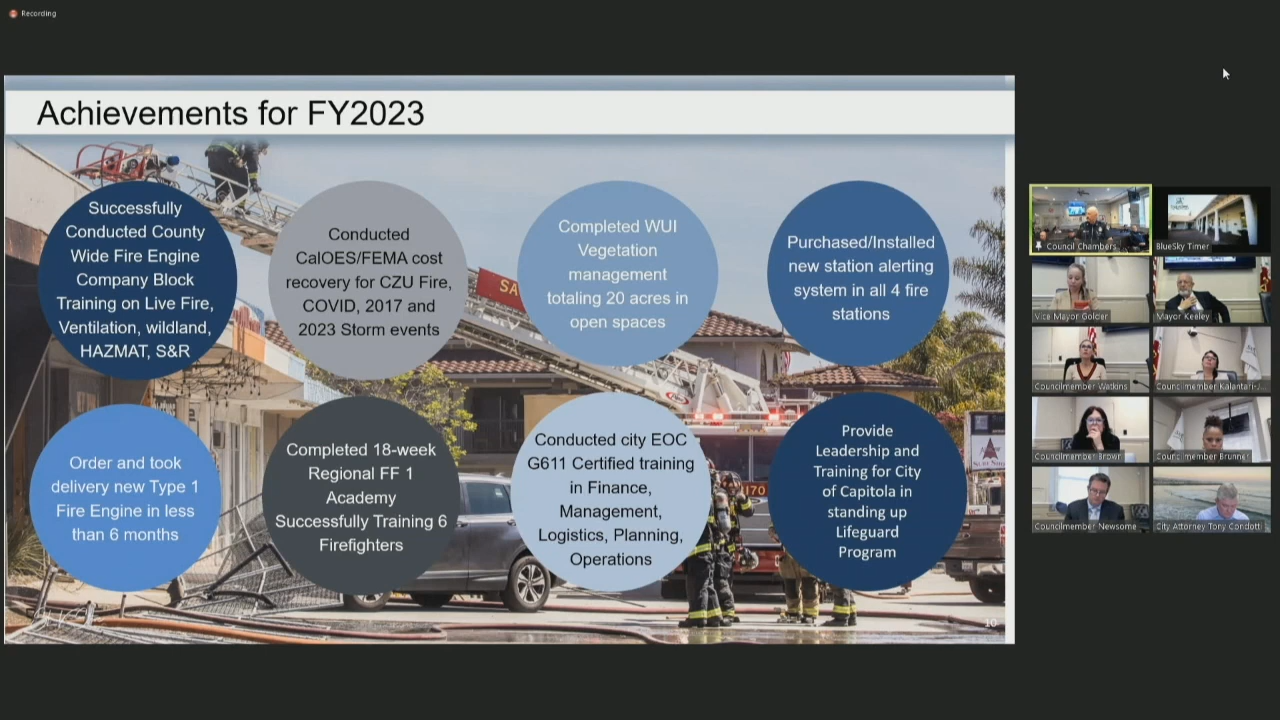 Recording
Achievements for FY2023
Successfully
Conducted County
Wide Fire Engine
Company Block
Training on Live Fire,
Ventilation, wildland,
HAZMAT, S&R
Conducted
CalOES/FEMA cost
recovery for CZU Fire,
COVID, 2017 and
2023 Storm events
Completed WUI
Vegetation
management
totaling 20 acres in
open spaces
Purchased/Installed
new station alerting
system in all 4 fire
stations
Order and took
delivery new Type 1
Fire Engine in less
than 6 months
Completed 18-week
Regional FF 1
Academy
Successfully Training 6
Firefighters
Conducted city EOC
G611 Certified training
in Finance,
Management,
Logistics, Planning,
Operations
Provide
Leadership and
Training for City
of Capitola in
standing up
Lifeguard
Program
SA
170
10
Council Chambers
BlueSky Timer
Vice Mayor Golder
Mayor Keeley
Councilmember Watkins
Councilmember Kalantari-J...
Councilmember Brown
Councilmember Brunner
Councilmember Newsome
City Attorney Tony Condotti